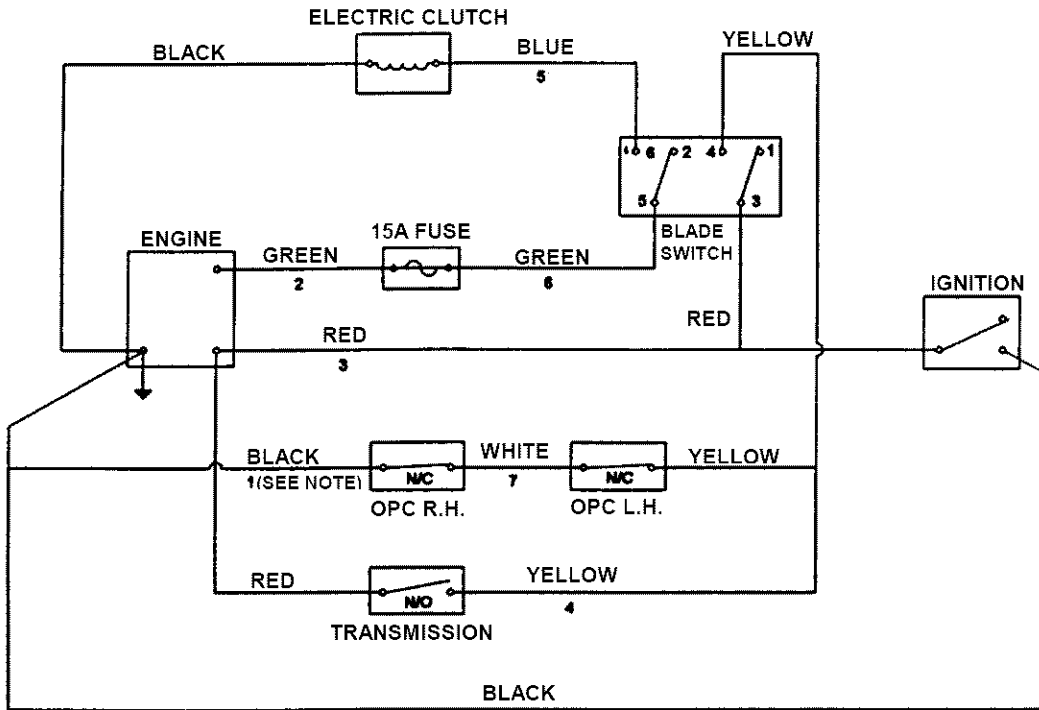 ELECTRIC CLUTCH
BLACK
BLUE
5
YELLOW
6 2 4 1
5 3
BLADE
SWITCH
ENGINE
15A FUSE
GREEN
2
GREEN
6
IGNITION
RED
RED
3
BLACK
1(SEE NOTE)
N/C
OPC R.H.
WHITE
7
N/C
OPC L.H.
YELLOW
RED
N/O
TRANSMISSION
YELLOW
4
BLACK